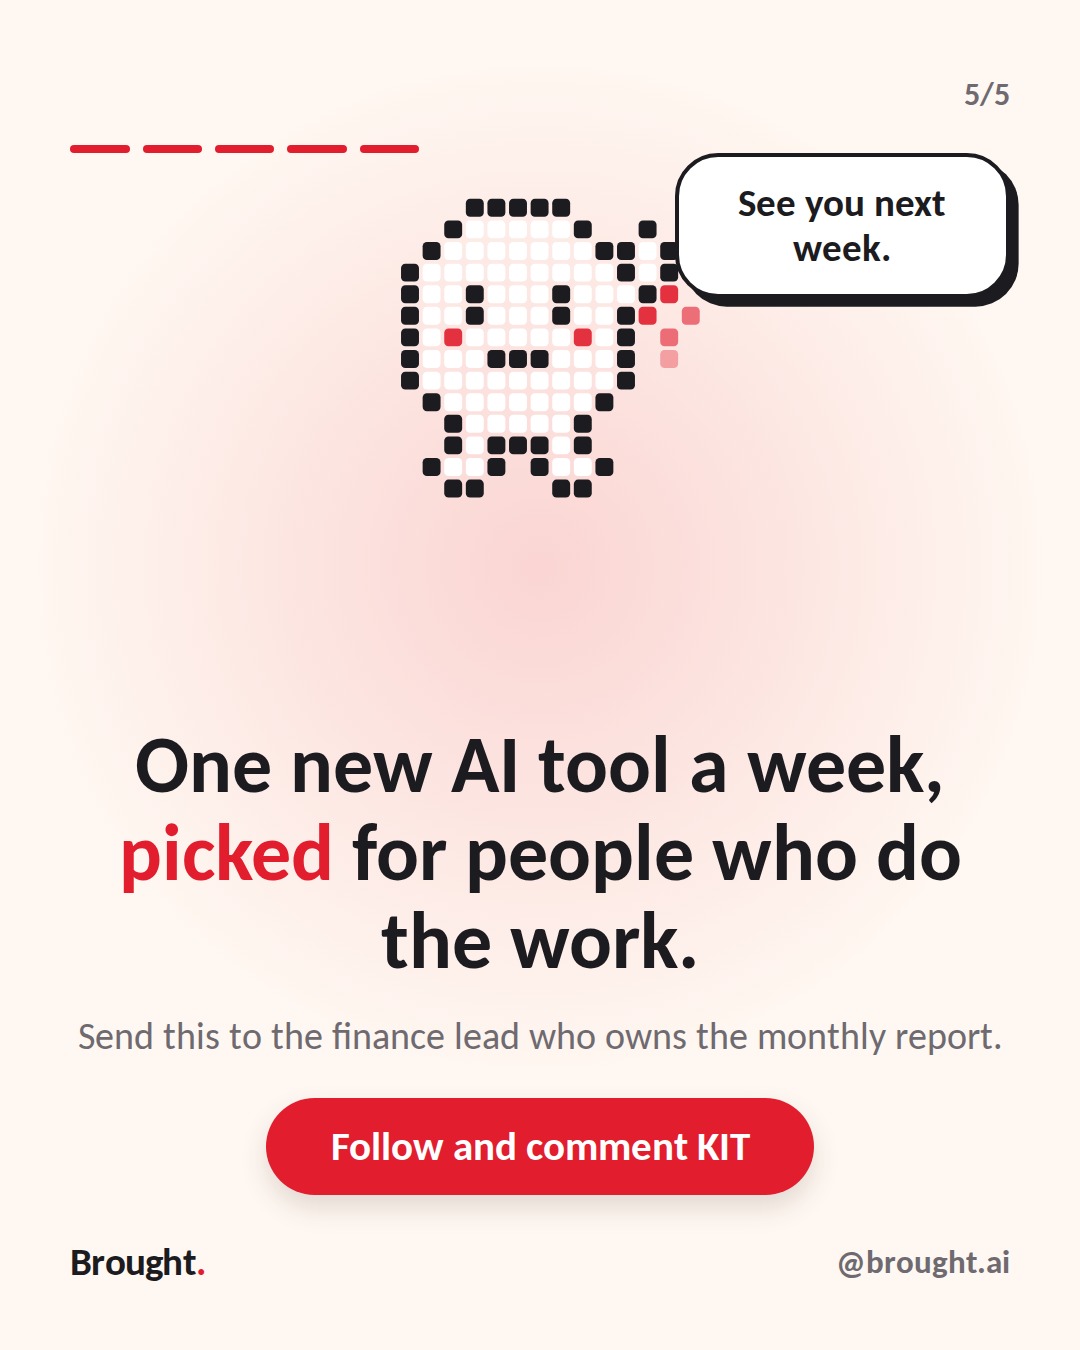 5/5
See you next
week.
One new AI tool a week,
picked for people who do
the work.
Send this to the finance lead who owns the monthly report.
Follow and comment KIT
Brought.
@brought.ai